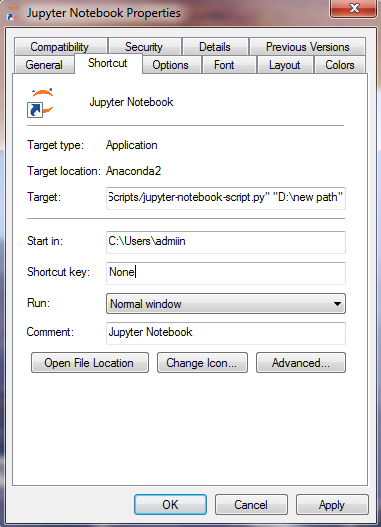 Jupyter Notebook Properties
Compatibility Security Details Previous Versions
General Shortcut Options Font Layout Colors
Jupyter Notebook
Target type: Application
Target location: Anaconda2
Target: Scripts/jupyter-notebook-script.py" "D:\new path"
Start in: C:\Users\admiin
Shortcut key: None
Run: Normal window
Comment: Jupyter Notebook
Open File Location Change Icon... Advanced...
OK Cancel Apply